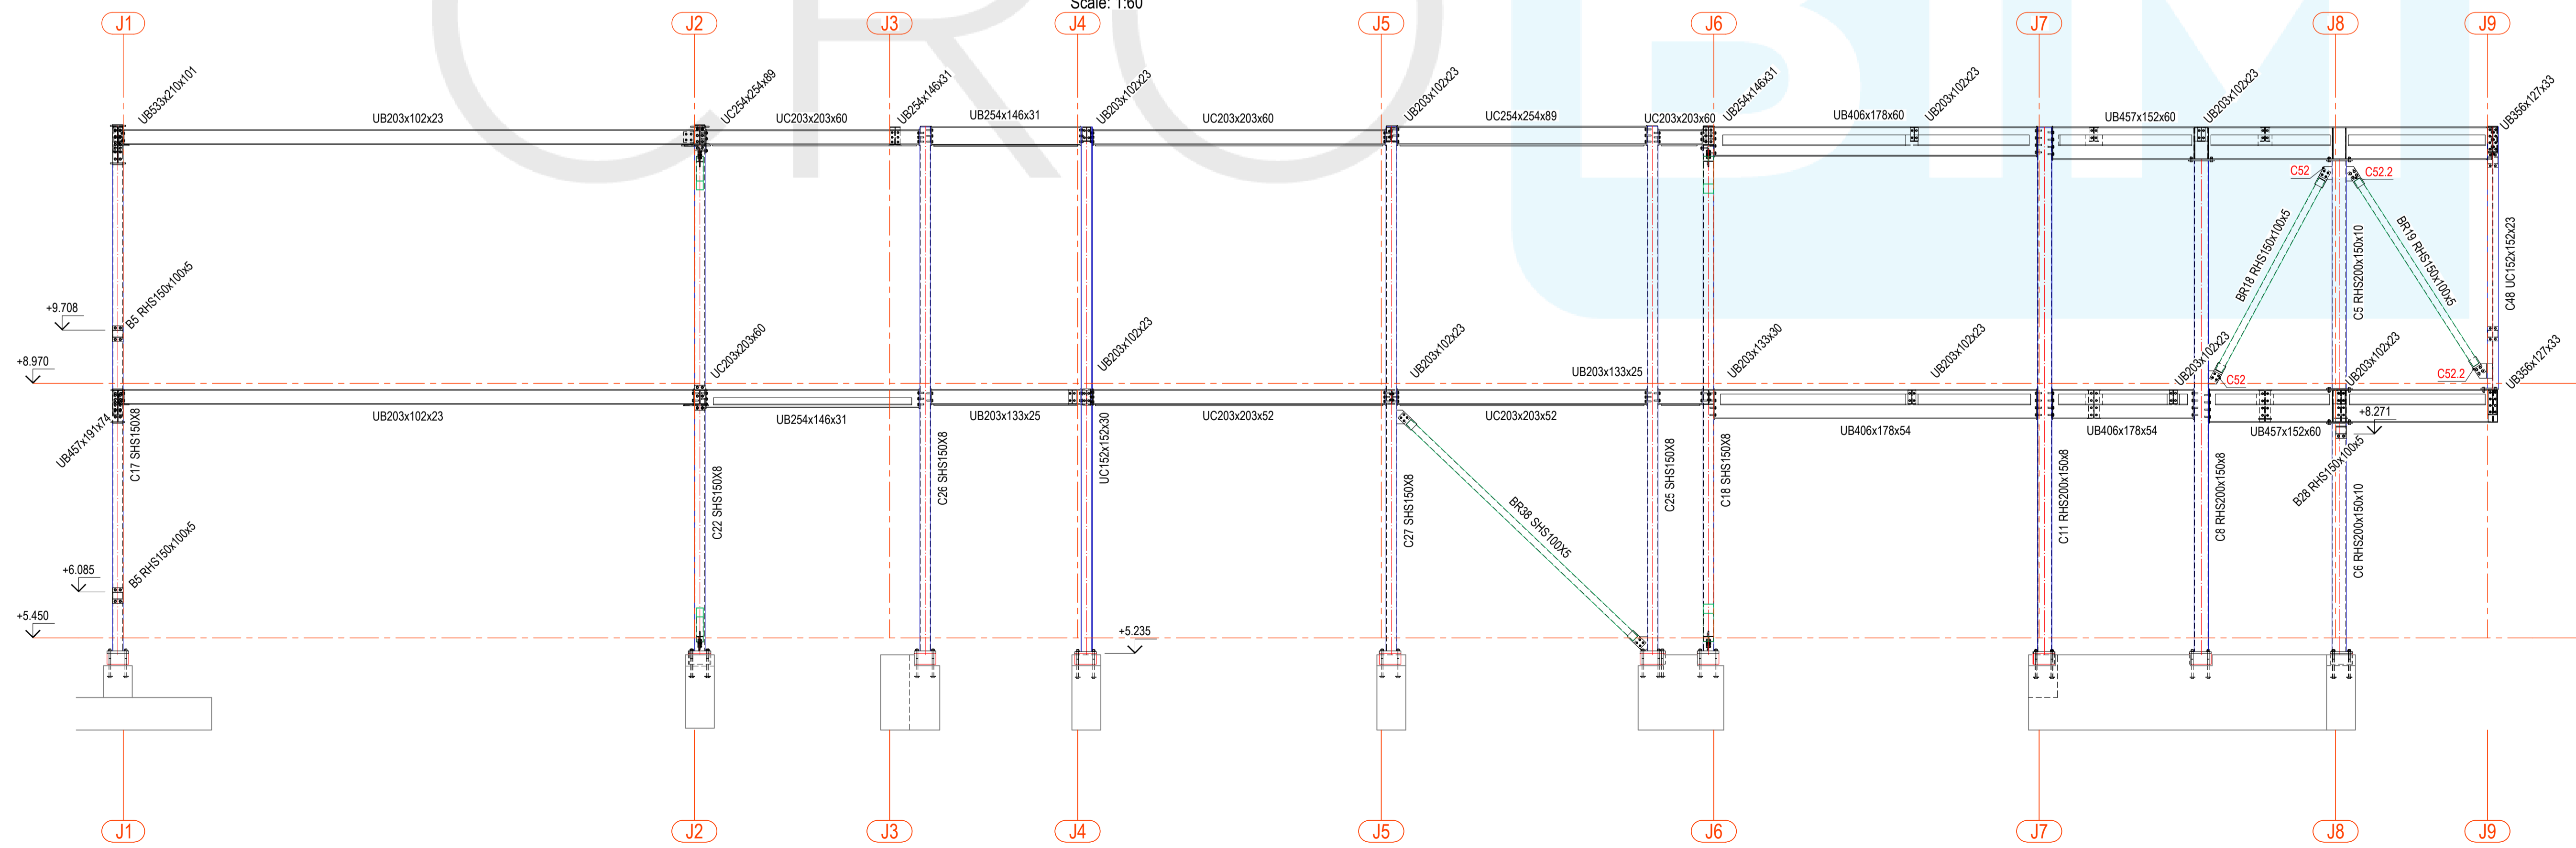 Scale: 1:60
J1 J2 J3 J4 J5 J6 J7 J8 J9
CRO BIM
UB533x210x101
UB203x102x23
UC254x254x89
UC203x203x60
UB254x146x31
UB254x146x31
UB203x102x23
UC203x203x60
UB203x102x23
UC254x254x89
UC203x203x60
UB254x146x31
UB406x178x60
UB203x102x23
UB457x152x60
UB203x102x23
UB356x127x33
C52
C52.2
BR18 RHS150x100x5
C5 RHS200x150x10
BR19 RHS150x100x5
C48 UC152x152x23
B5 RHS150x100x5
+9.708
+8.970
UC203x203x60
UB203x102x23
UB203x102x23
UB203x133x25
UB203x133x30
UB203x102x23
UB203x102x23
C52
UB203x102x23
C52.2
UB356x127x33
UB457x191x74
C17 SHS150X8
UB203x102x23
UB254x146x31
UB203x133x25
UC203x203x52
UC203x203x52
UB406x178x54
UB406x178x54
UB457x152x60
+8.271
B28 RHS150x100x5
C22 SHS150X8
C26 SHS150X8
UC152x152x30
C27 SHS150X8
BR38 SHS100X5
C25 SHS150X8
C18 SHS150X8
C11 RHS200x150x8
C8 RHS200x150x8
C6 RHS200x150x10
B5 RHS150x100x5
+6.085
+5.450
+5.235
J1 J2 J3 J4 J5 J6 J7 J8 J9